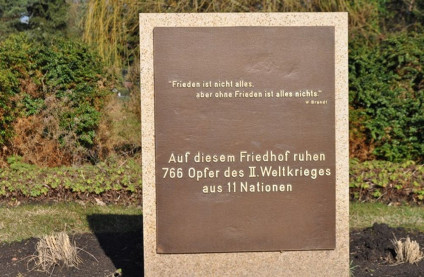 "Frieden ist nicht alles,
aber ohne Frieden ist alles nichts."
W. Brandt
Auf diesem Friedhof ruhen
766 Opfer des II. Weltkrieges
aus 11 Nationen